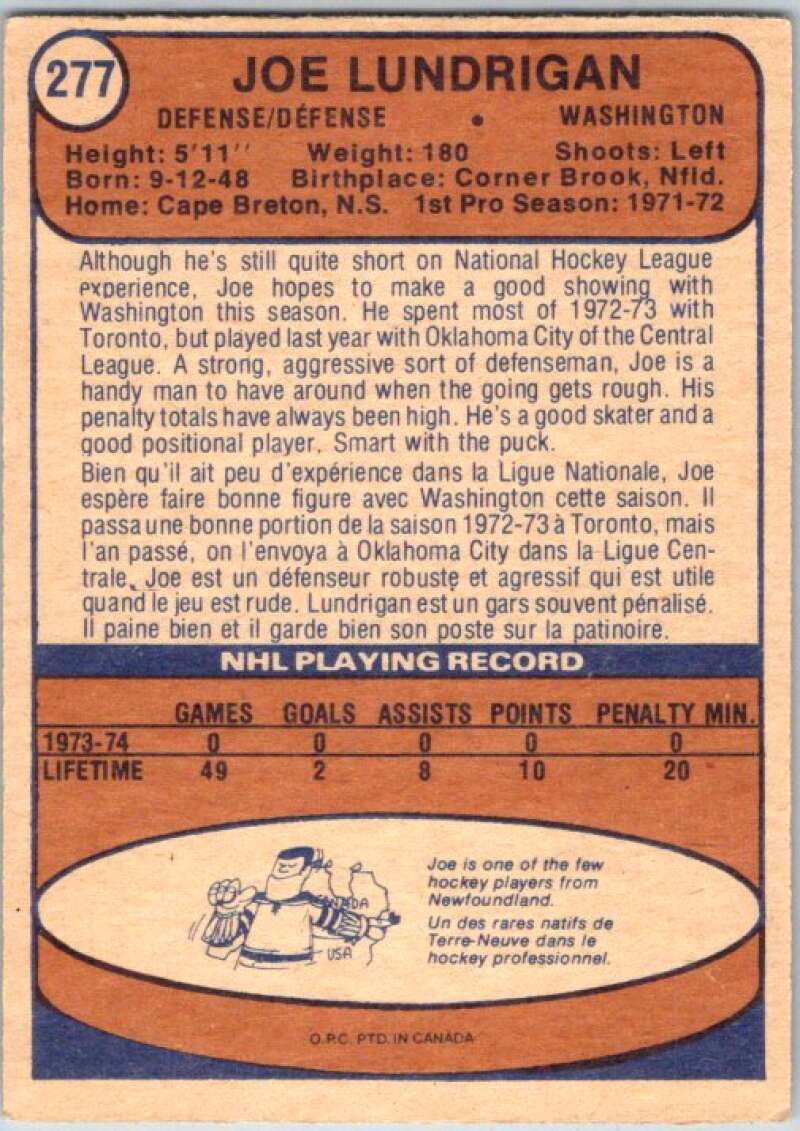 277
JOE LUNDRIGAN
DEFENSE/DÉFENSE • WASHINGTON
Height: 5'11'' Weight: 180 Shoots: Left
Born: 9-12-48 Birthplace: Corner Brook, Nfld.
Home: Cape Breton, N.S. 1st Pro Season: 1971-72
Although he's still quite short on National Hockey League
experience, Joe hopes to make a good showing with
Washington this season. He spent most of 1972-73 with
Toronto, but played last year with Oklahoma City of the Central
League. A strong, aggressive sort of defenseman, Joe is a
handy man to have around when the going gets rough. His
penalty totals have always been high. He's a good skater and a
good positional player. Smart with the puck.
Bien qu'il ait peu d'expérience dans la Ligue Nationale, Joe
espère faire bonne figure avec Washington cette saison. Il
passa une bonne portion de la saison 1972-73 à Toronto, mais
l'an passé, on l'envoya à Oklahoma City dans la Ligue Cen-
trale. Joe est un défenseur robuste et agressif qui est utile
quand le jeu est rude. Lundrigan est un gars souvent pénalisé.
Il paine bien et il garde bien son poste sur la patinoire.
NHL PLAYING RECORD
GAMES GOALS ASSISTS POINTS PENALTY MIN.
1973-74 0 0 0 0 0
LIFETIME 49 2 8 10 20
Joe is one of the few
hockey players from
Newfoundland.
Un des rares natifs de
Terre-Neuve dans le
hockey professionnel.
CANADA
USA
O.P.C. PTD. IN CANADA